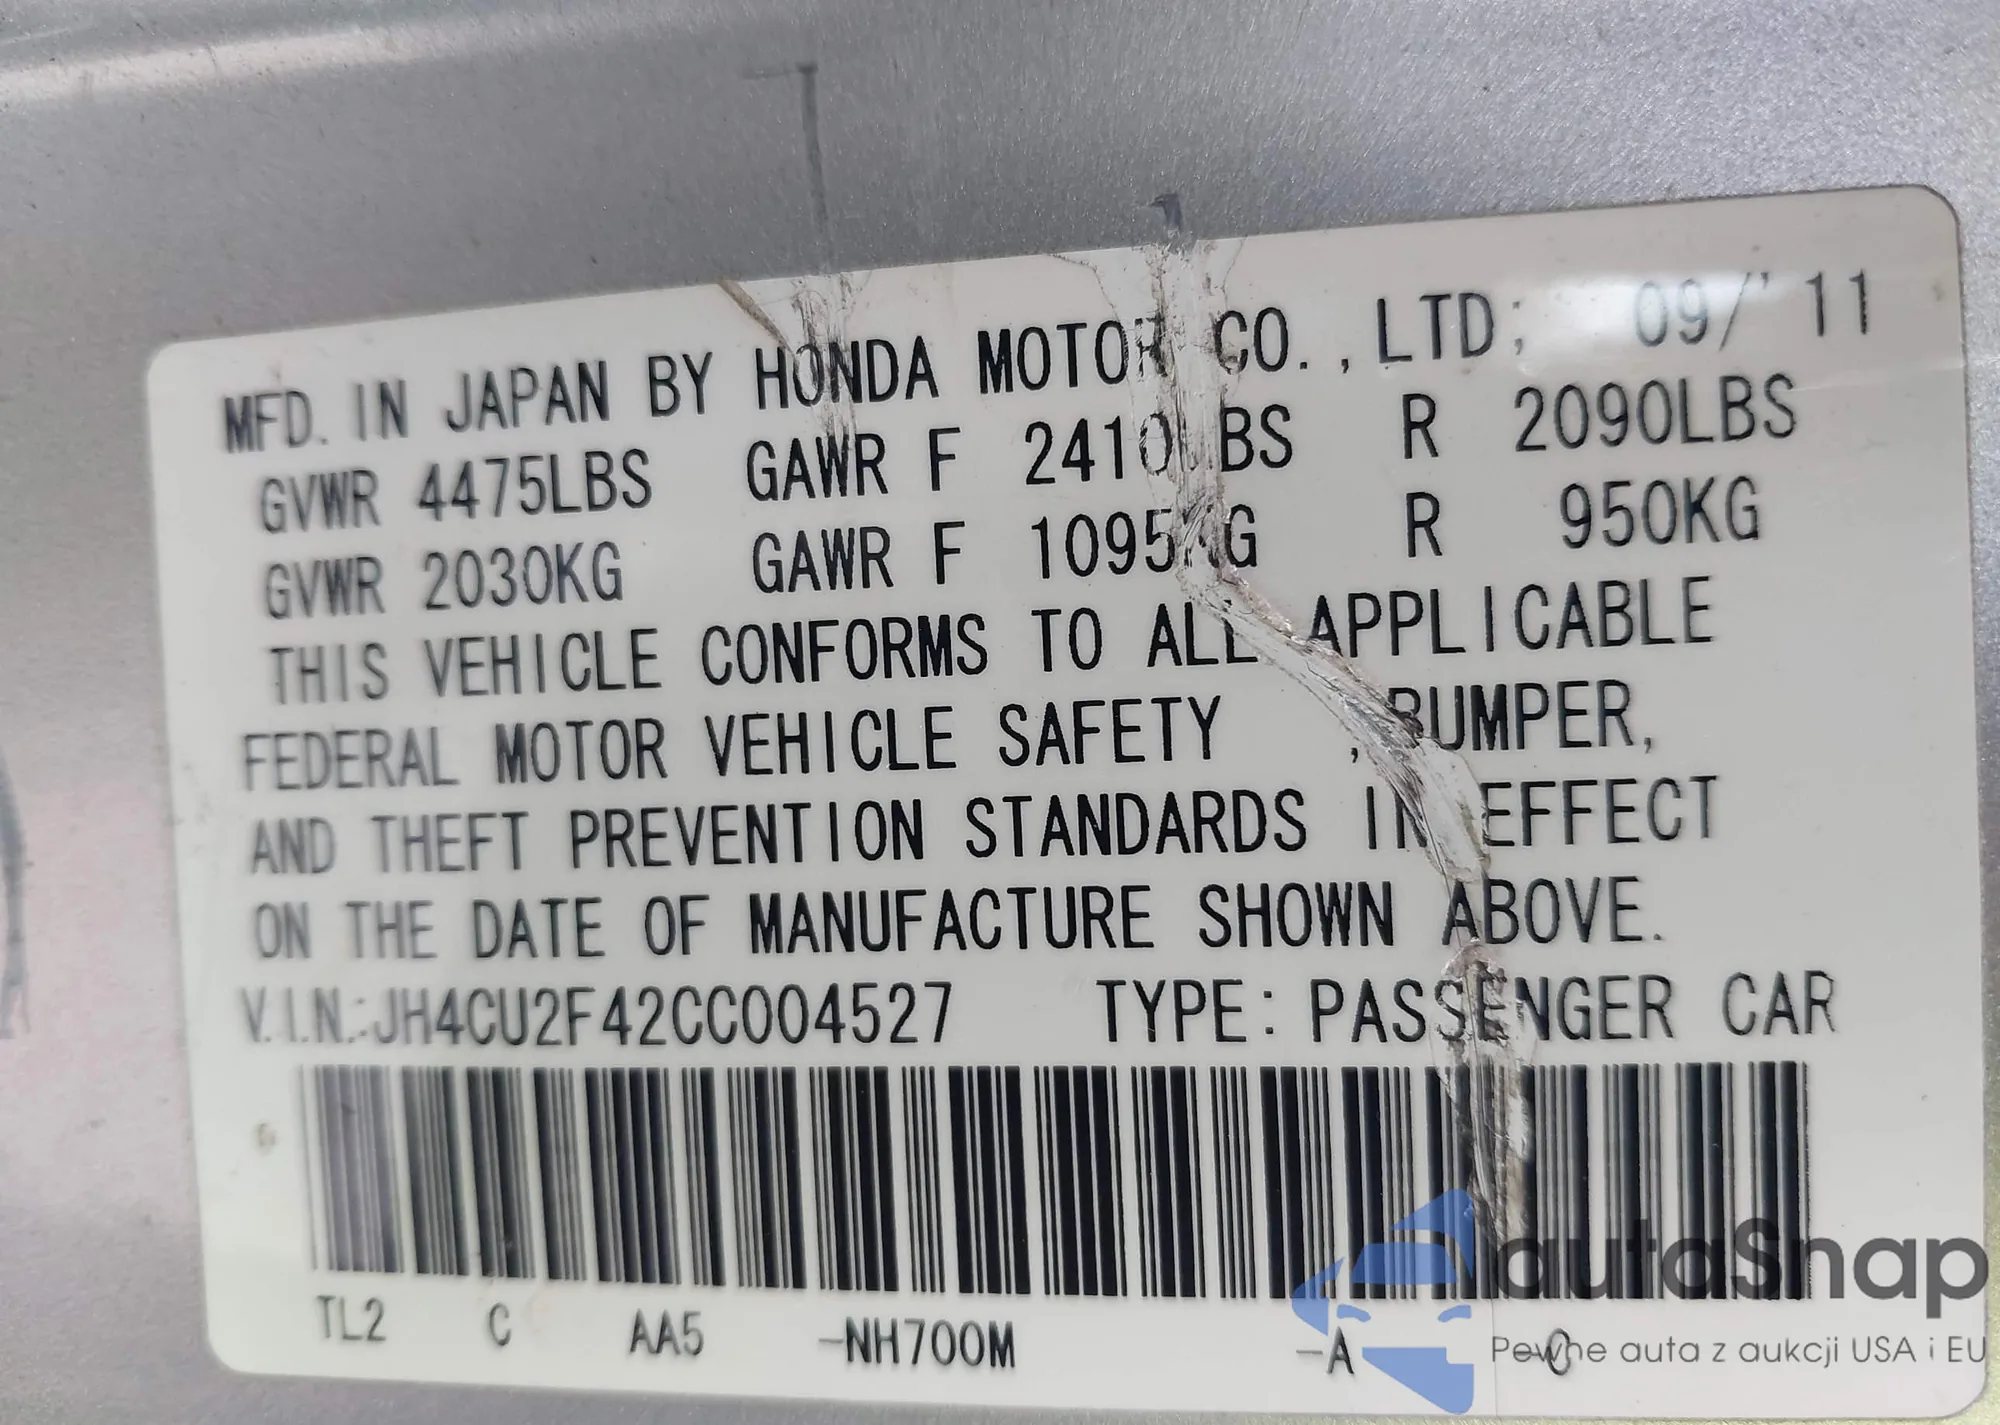 MFD. IN JAPAN BY HONDA MOTOR CO., LTD; 09/'11
GVWR 4475LBS GAWR F 2410LBS R 2090LBS
GVWR 2030KG GAWR F 1095KG R 950KG
THIS VEHICLE CONFORMS TO ALL APPLICABLE
FEDERAL MOTOR VEHICLE SAFETY , BUMPER,
AND THEFT PREVENTION STANDARDS IN EFFECT
ON THE DATE OF MANUFACTURE SHOWN ABOVE.
V.I.N.:JH4CU2F42CC004527 TYPE: PASSENGER CAR
TL2 C AA5 -NH700M -A -C
autaSnap
Pewne auta z aukcji USA i EU